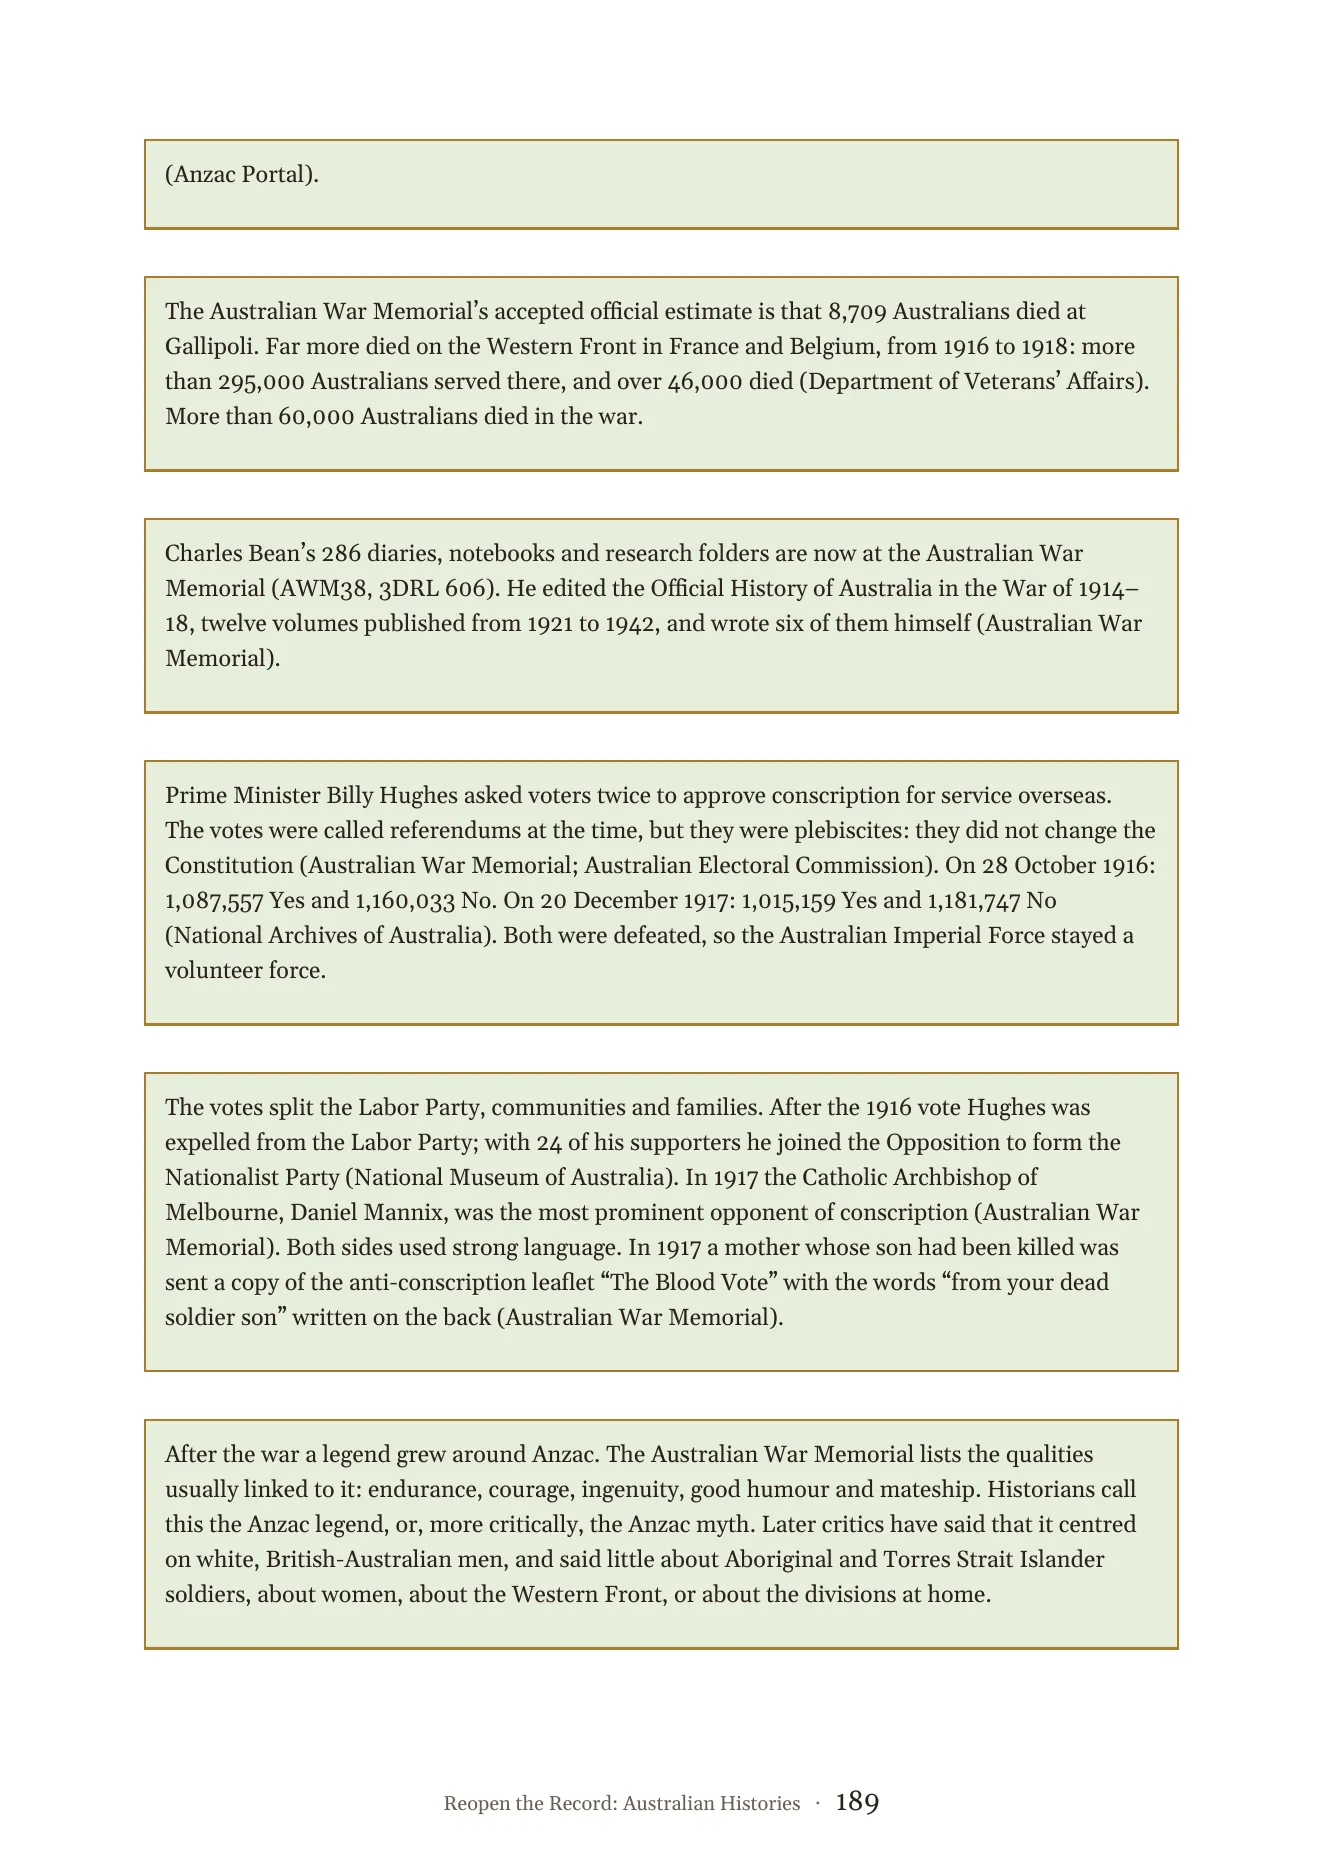 (Anzac Portal).
The Australian War Memorial’s accepted official estimate is that 8,709 Australians died at
Gallipoli. Far more died on the Western Front in France and Belgium, from 1916 to 1918: more
than 295,000 Australians served there, and over 46,000 died (Department of Veterans’ Affairs).
More than 60,000 Australians died in the war.
Charles Bean’s 286 diaries, notebooks and research folders are now at the Australian War
Memorial (AWM38, 3DRL 606). He edited the Official History of Australia in the War of 1914–
18, twelve volumes published from 1921 to 1942, and wrote six of them himself (Australian War
Memorial).
Prime Minister Billy Hughes asked voters twice to approve conscription for service overseas.
The votes were called referendums at the time, but they were plebiscites: they did not change the
Constitution (Australian War Memorial; Australian Electoral Commission). On 28 October 1916:
1,087,557 Yes and 1,160,033 No. On 20 December 1917: 1,015,159 Yes and 1,181,747 No
(National Archives of Australia). Both were defeated, so the Australian Imperial Force stayed a
volunteer force.
The votes split the Labor Party, communities and families. After the 1916 vote Hughes was
expelled from the Labor Party; with 24 of his supporters he joined the Opposition to form the
Nationalist Party (National Museum of Australia). In 1917 the Catholic Archbishop of
Melbourne, Daniel Mannix, was the most prominent opponent of conscription (Australian War
Memorial). Both sides used strong language. In 1917 a mother whose son had been killed was
sent a copy of the anti-conscription leaflet “The Blood Vote” with the words “from your dead
soldier son” written on the back (Australian War Memorial).
After the war a legend grew around Anzac. The Australian War Memorial lists the qualities
usually linked to it: endurance, courage, ingenuity, good humour and mateship. Historians call
this the Anzac legend, or, more critically, the Anzac myth. Later critics have said that it centred
on white, British-Australian men, and said little about Aboriginal and Torres Strait Islander
soldiers, about women, about the Western Front, or about the divisions at home.
Reopen the Record: Australian Histories · 189